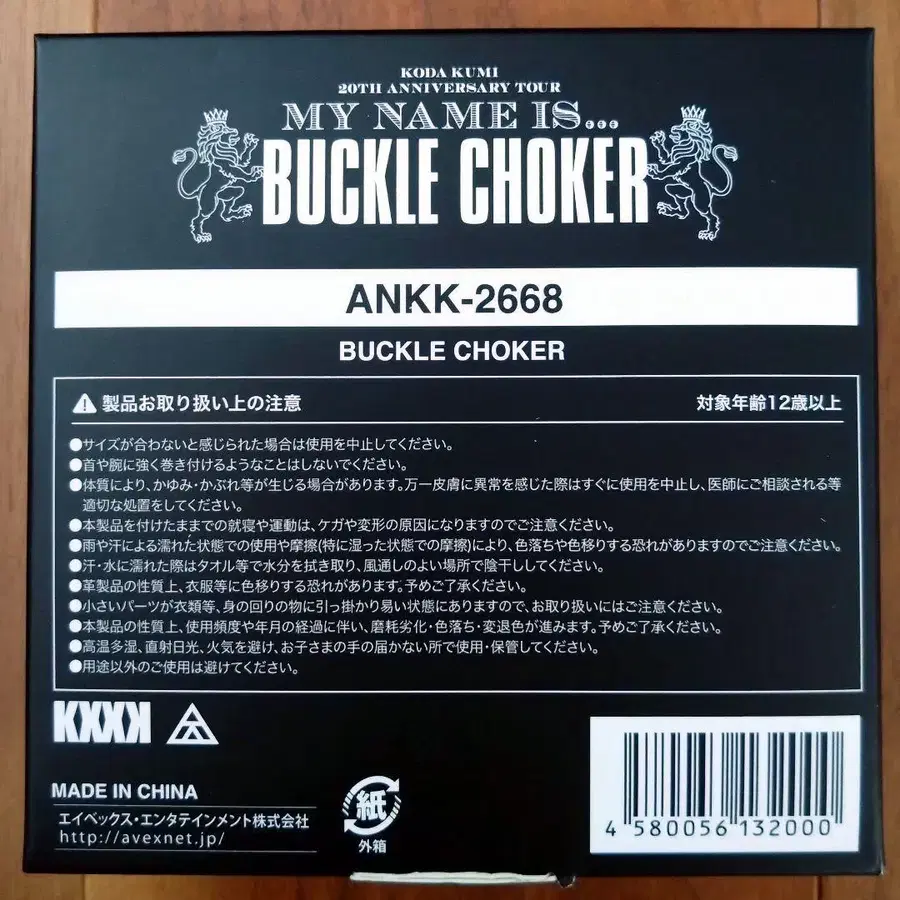 KODA KUMI
20TH ANNIVERSARY TOUR
MY NAME IS...
BUCKLE CHOKER
ANKK-2668
BUCKLE CHOKER
製品お取り扱い上の注意
対象年齢12歳以上
●サイズが合わないと感じられた場合は使用を中止してください。
●首や腕に強く巻き付けるようなことはしないでください。
●体質により、かゆみ・かぶれ等が生じる場合があります。万一皮膚に異常を感じた際はすぐに使用を中止し、医師にご相談される等
適切な処置をしてください。
●本製品を付けたままでの就寝や運動は、ケガや変形の原因になりますのでご注意ください。
●雨や汗による濡れた状態での使用や摩擦(特に湿った状態での摩擦)により、色落ちや色移りする恐れがありますのでご注意ください。
●汗・水に濡れた際はタオル等で水分を拭き取り、風通しのよい場所で陰干ししてください。
●革製品の性質上、衣服等に色移りする恐れがあります。予めご了承ください。
●小さいパーツが衣類等、身の回りの物に引っ掛かり易い状態にありますので、お取り扱いにはご注意ください。
●本製品の性質上、使用頻度や年月の経過に伴い、磨耗劣化・色落ち・変退色が進みます。予めご了承ください。
●高温多湿、直射日光、火気を避け、お子さまの手の届かない所で使用・保管してください。
●用途以外のご使用は避けてください。
KXXK
MADE IN CHINA
エイベックス・エンタテインメント株式会社
http://avexnet.jp/
紙
外箱
4 580056 132000